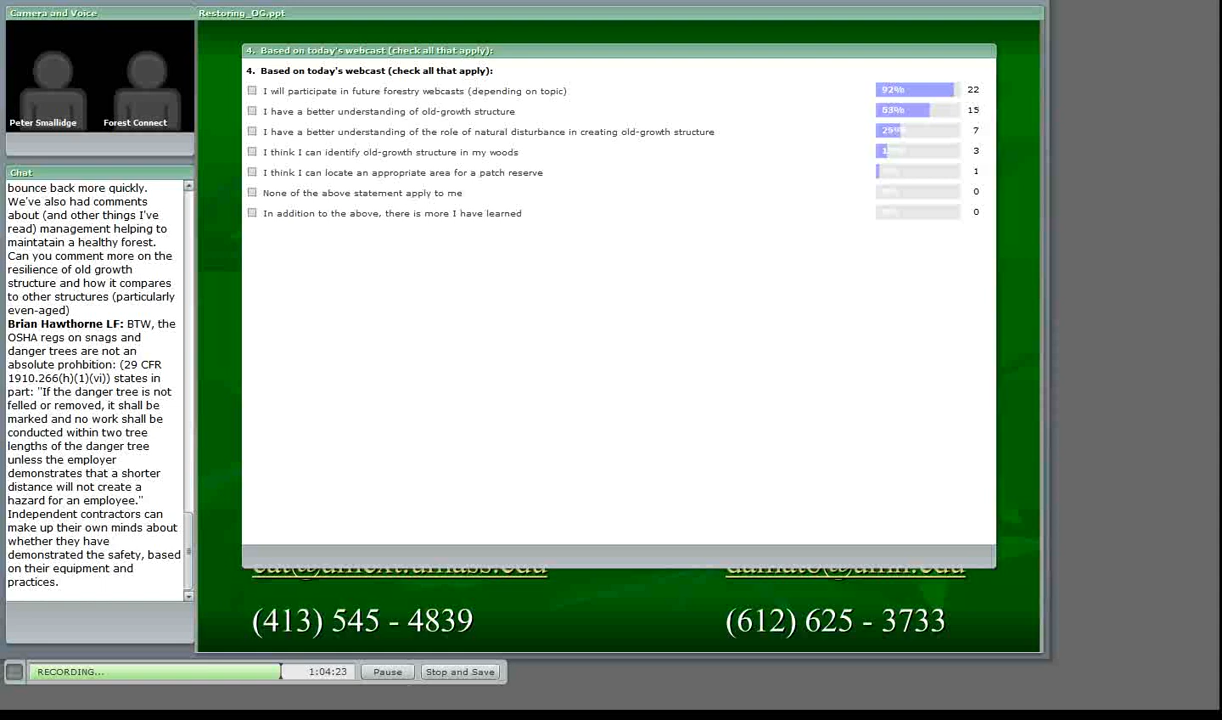 Camera and Voice
Peter Smallidge
Forest Connect
Chat
bounce back more quickly.
We've also had comments
about (and other things I've
read) management helping to
maintatain a healthy forest.
Can you comment more on the
resilience of old growth
structure and how it compares
to other structures (particularly
even-aged)
Brian Hawthorne LF: BTW, the
OSHA regs on snags and
danger trees are not an
absolute prohbition: (29 CFR
1910.266(h)(1)(vi)) states in
part: "If the danger tree is not
felled or removed, it shall be
marked and no work shall be
conducted within two tree
lengths of the danger tree
unless the employer
demonstrates that a shorter
distance will not create a
hazard for an employee."
Independent contractors can
make up their own minds about
whether they have
demonstrated the safety, based
on their equipment and
practices.
Restoring_OG.ppt
4. Based on today's webcast (check all that apply):
4. Based on today's webcast (check all that apply):
I will participate in future forestry webcasts (depending on topic) 92% 22
I have a better understanding of old-growth structure 63% 15
I have a better understanding of the role of natural disturbance in creating old-growth structure 29% 7
I think I can identify old-growth structure in my woods 3
I think I can locate an appropriate area for a patch reserve 1
None of the above statement apply to me 0
In addition to the above, there is more I have learned 0
(413) 545 - 4839
(612) 625 - 3733
RECORDING...
1:04:23
Pause
Stop and Save